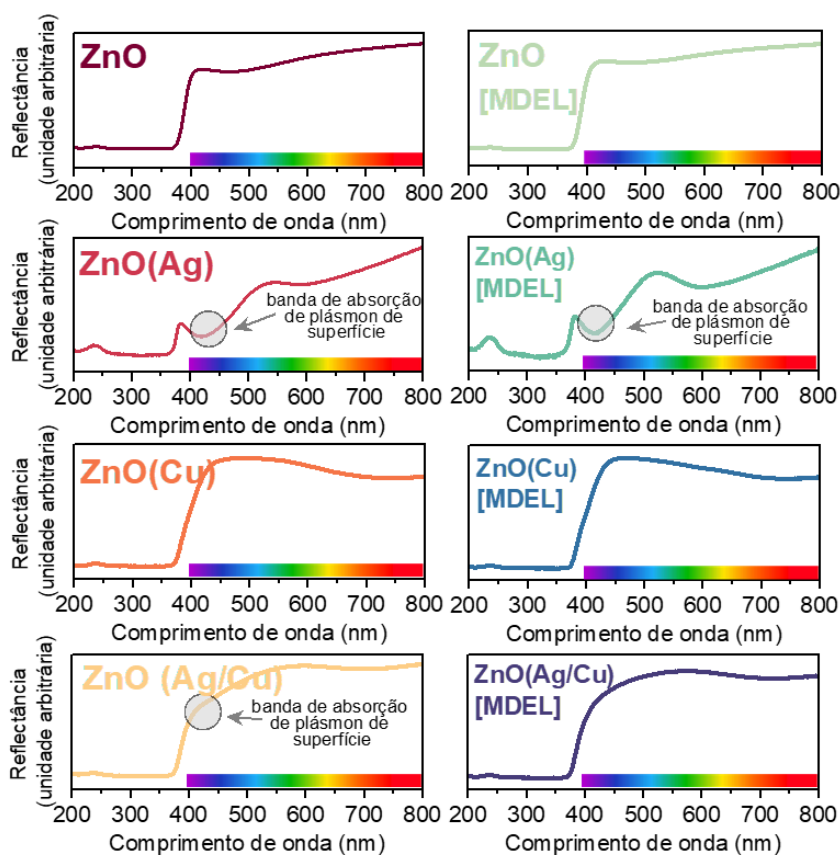 ZnO
Reflectância
(unidade arbitrária)
200 300 400 500 600 700 800
Comprimento de onda (nm)
ZnO
[MDEL]
200 300 400 500 600 700 800
Comprimento de onda (nm)
ZnO(Ag)
banda de absorção
de plásmon de
superfície
Reflectância
(unidade arbitrária)
200 300 400 500 600 700 800
Comprimento de onda (nm)
ZnO(Ag)
[MDEL]
banda de absorção
de plásmon de
superfície
200 300 400 500 600 700 800
Comprimento de onda (nm)
ZnO(Cu)
Reflectância
(unidade arbitrária)
200 300 400 500 600 700 800
Comprimento de onda (nm)
ZnO(Cu)
[MDEL]
200 300 400 500 600 700 800
Comprimento de onda (nm)
ZnO (Ag/Cu)
banda de absorção
de plásmon de
superfície
Reflectância
(unidade arbitrária)
200 300 400 500 600 700 800
Comprimento de onda (nm)
ZnO(Ag/Cu)
[MDEL]
200 300 400 500 600 700 800
Comprimento de onda (nm)